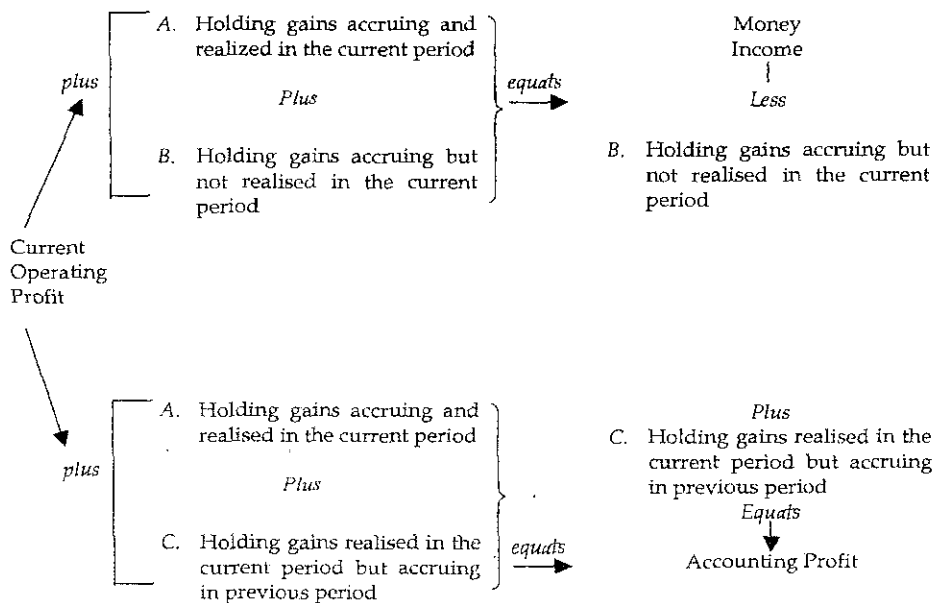 A. Holding gains accruing and
realized in the current period
plus
Plus
equals
B. Holding gains accruing but
not realised in the current
period
Money
Income
Less
B. Holding gains accruing but
not realised in the current
period
Current
Operating
Profit
A. Holding gains accruing and
realised in the current period
plus
Plus
C. Holding gains realised in the
current period but accruing
in previous period
equals
Plus
C. Holding gains realised in the
current period but accruing
in previous period
Equals
Accounting Profit